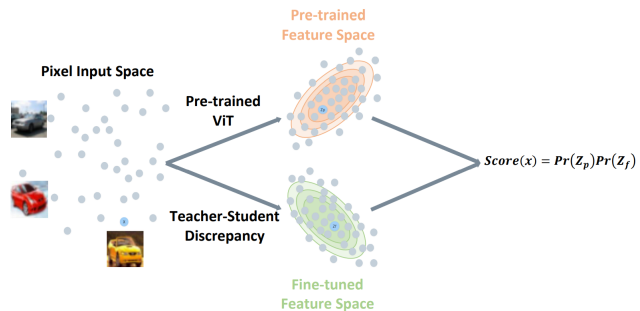 Pre-trained
Feature Space
Pixel Input Space
Pre-trained
ViT
Score(x) = Pr(Z_p)Pr(Z_f)
Teacher-Student
Discrepancy
Fine-tuned
Feature Space